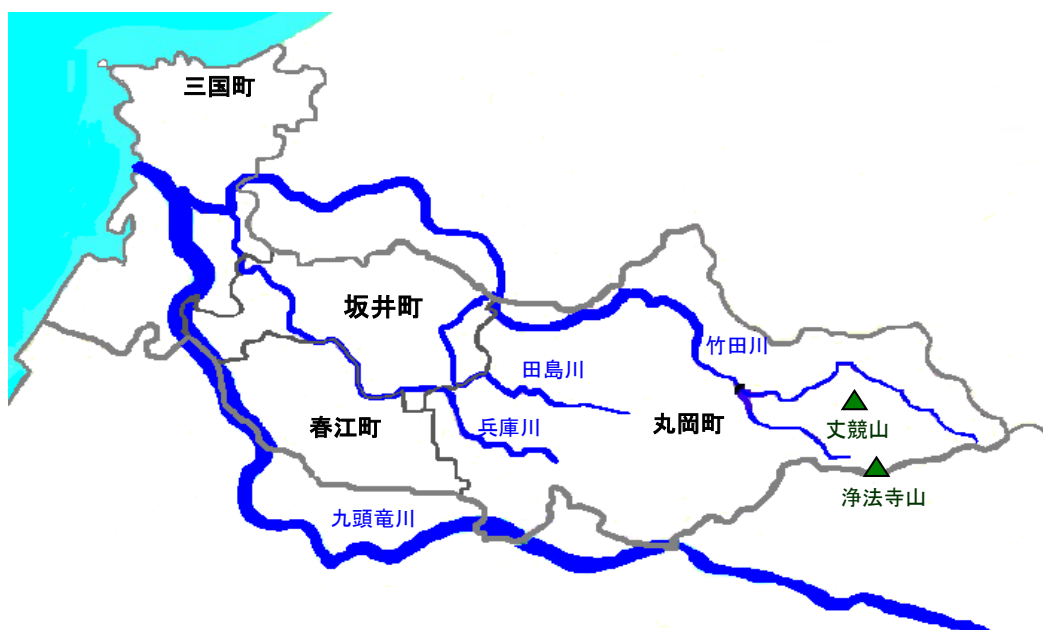 三国町
坂井町
竹田川
田島川
春江町
兵庫川
丸岡町
丈競山
浄法寺山
九頭竜川